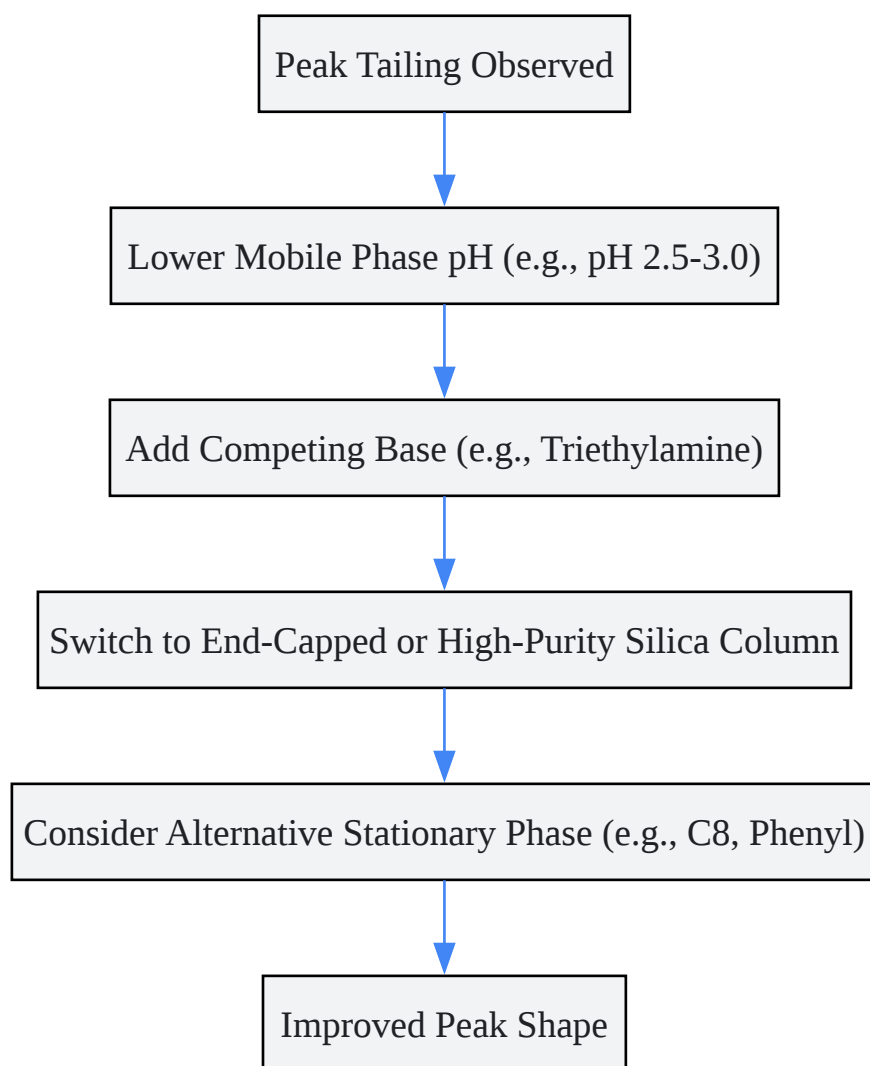 Peak Tailing Observed
Lower Mobile Phase pH (e.g., pH 2.5-3.0)
Add Competing Base (e.g., Triethylamine)
Switch to End-Capped or High-Purity Silica Column
Consider Alternative Stationary Phase (e.g., C8, Phenyl)
Improved Peak Shape